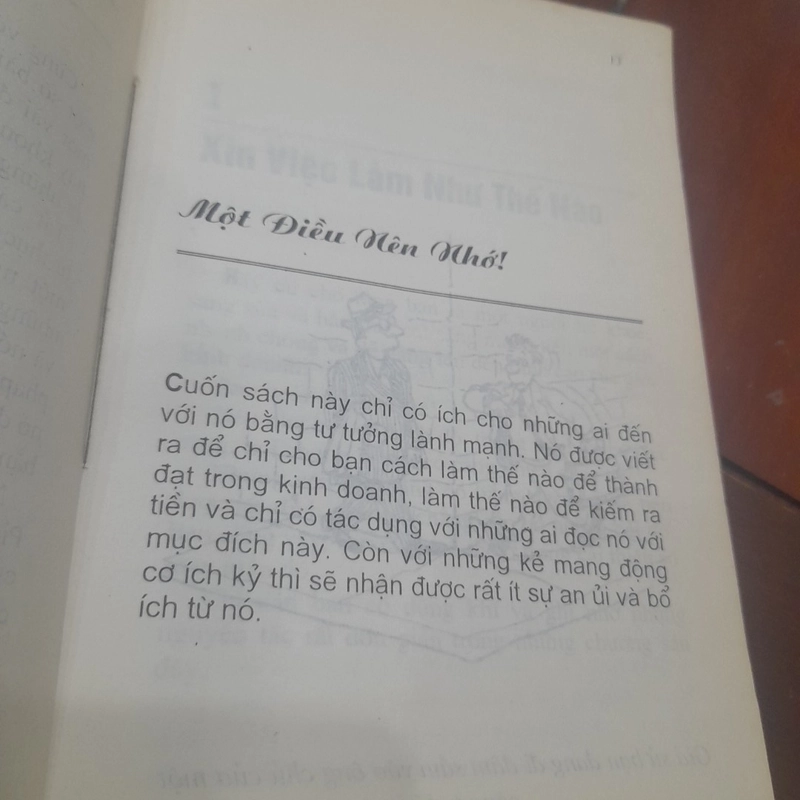 11
Một Điều Nên Nhớ!
Cuốn sách này chỉ có ích cho những ai đến
với nó bằng tư tưởng lành mạnh. Nó được viết
ra để chỉ cho bạn cách làm thế nào để thành
đạt trong kinh doanh, làm thế nào để kiếm ra
tiền và chỉ có tác dụng với những ai đọc nó với
mục đích này. Còn với những kẻ mang động
cơ ích kỷ thì sẽ nhận được rất ít sự an ủi và bổ
ích từ nó.